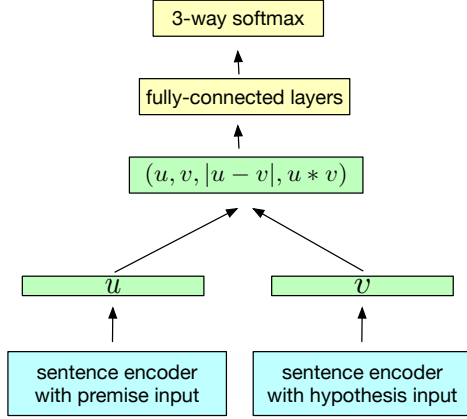 3-way softmax
fully-connected layers
(u, v, |u − v|, u ∗ v)
u
v
sentence encoder
with premise input
sentence encoder
with hypothesis input